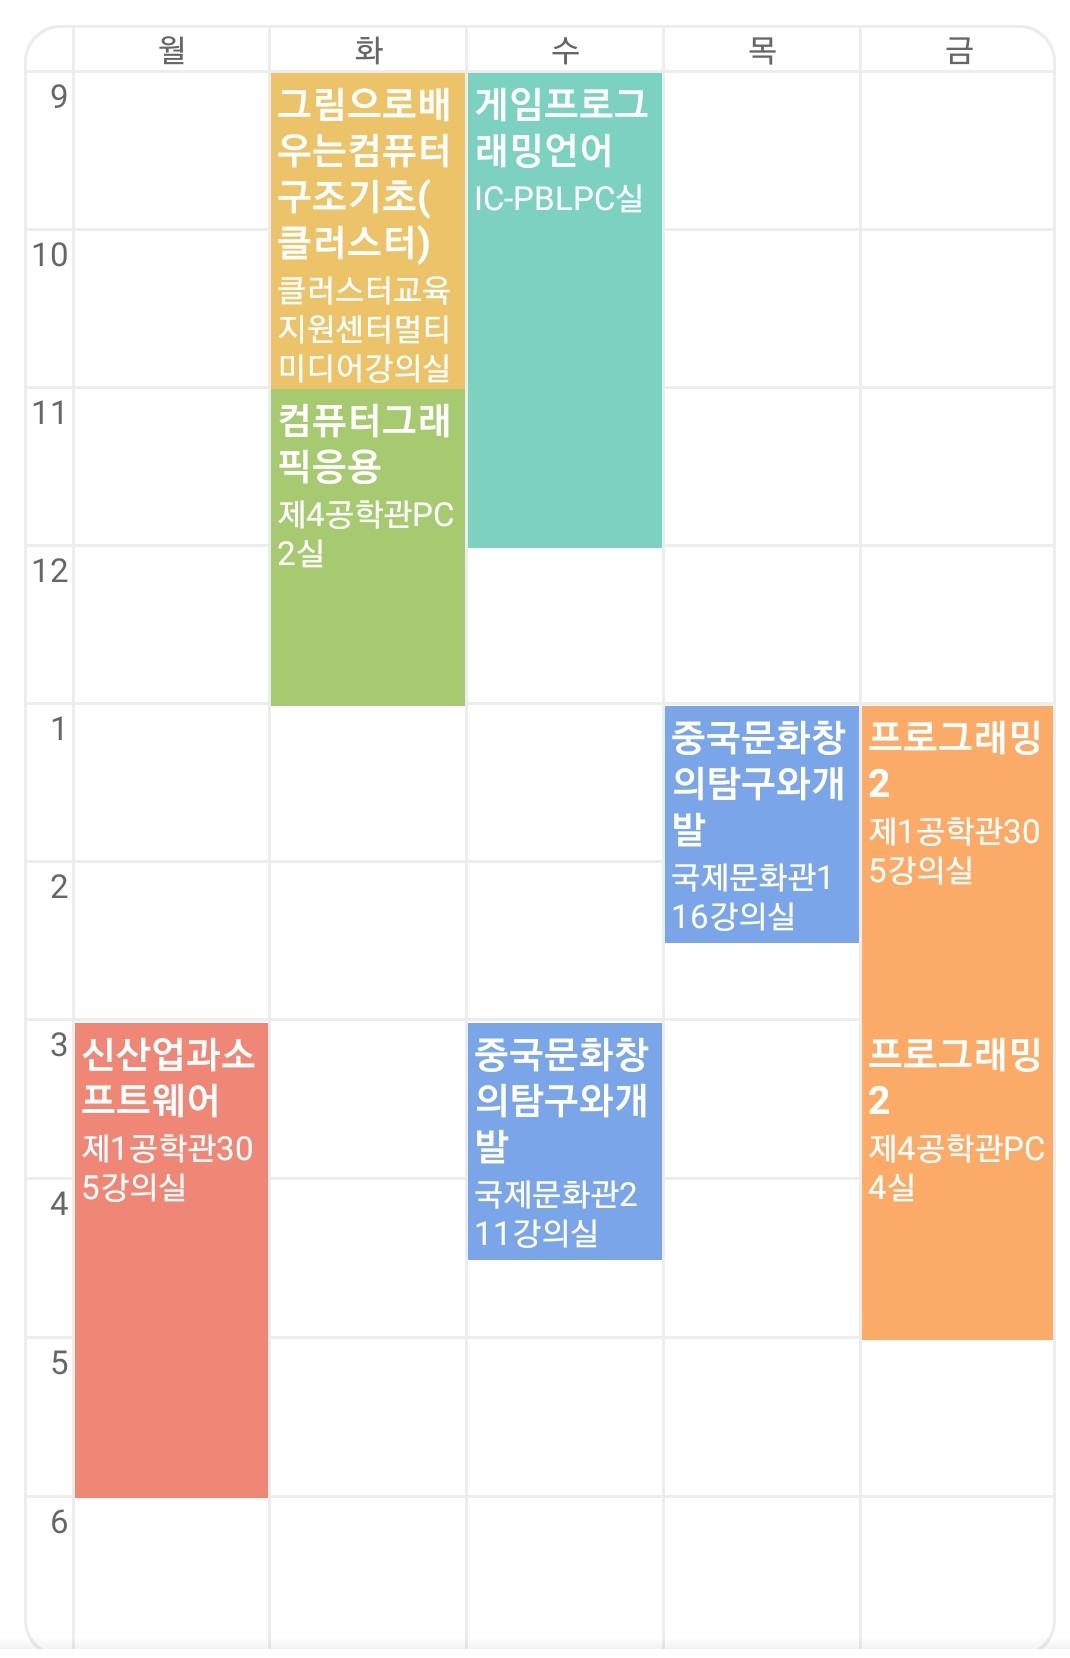 월 화 수 목 금
9
그림으로배
우는컴퓨터
구조기초(
클러스터)
클러스터교육
지원센터멀티
미디어강의실
게임프로그
래밍언어
IC-PBLPC실
10
11
컴퓨터그래
픽응용
제4공학관PC
2실
12
1
중국문화창
의탐구와개
발
국제문화관1
16강의실
프로그래밍
2
제1공학관30
5강의실
2
3
신산업과소
프트웨어
제1공학관30
5강의실
중국문화창
의탐구와개
발
국제문화관2
11강의실
프로그래밍
2
제4공학관PC
4실
4
5
6